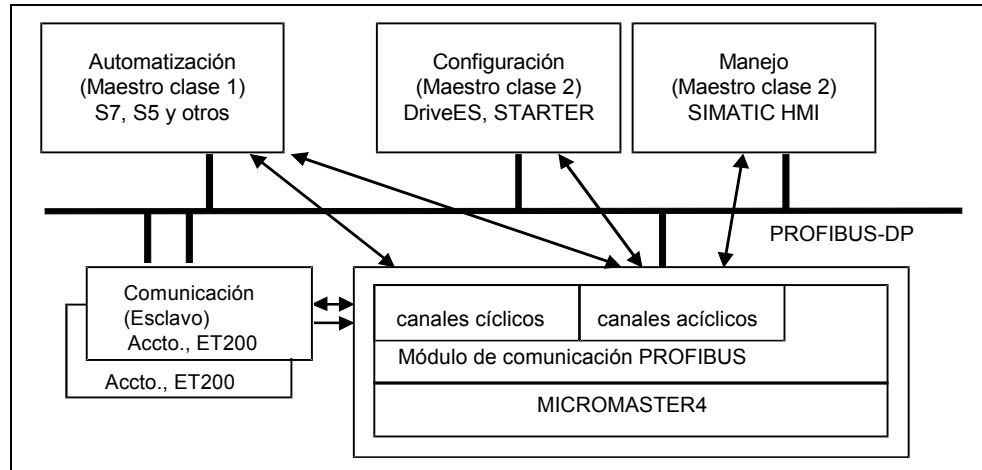 Automatización
(Maestro clase 1)
S7, S5 y otros
Configuración
(Maestro clase 2)
DriveES, STARTER
Manejo
(Maestro clase 2)
SIMATIC HMI
PROFIBUS-DP
Comunicación
(Esclavo)
Accto., ET200
Accto., ET200
canales cíclicos
canales acíclicos
Módulo de comunicación PROFIBUS
MICROMASTER4